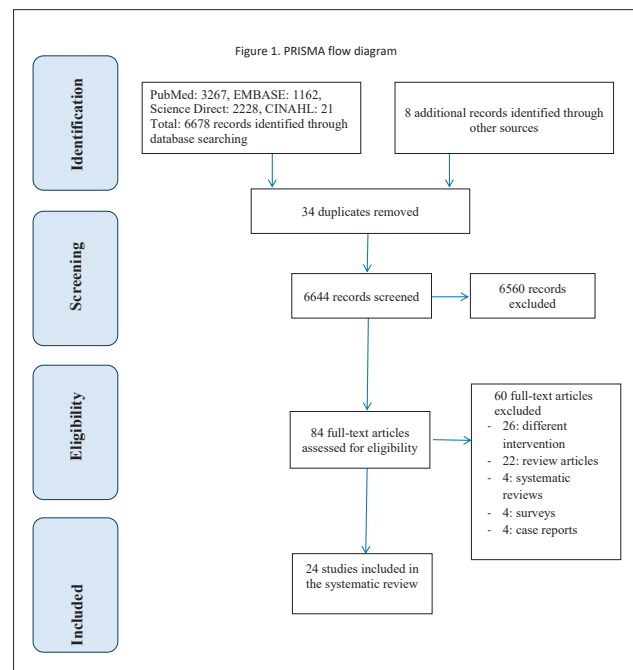 Figure 1. PRISMA flow diagram
Identification
PubMed: 3267, EMBASE: 1162,
Science Direct: 2228, CINAHL: 21
Total: 6678 records identified through
database searching
8 additional records identified through
other sources
34 duplicates removed
Screening
6644 records screened
6560 records
excluded
Eligibility
84 full-text articles
assessed for eligibility
60 full-text articles
excluded
- 26: different
intervention
- 22: review articles
- 4: systematic
reviews
- 4: surveys
- 4: case reports
Included
24 studies included in
the systematic review